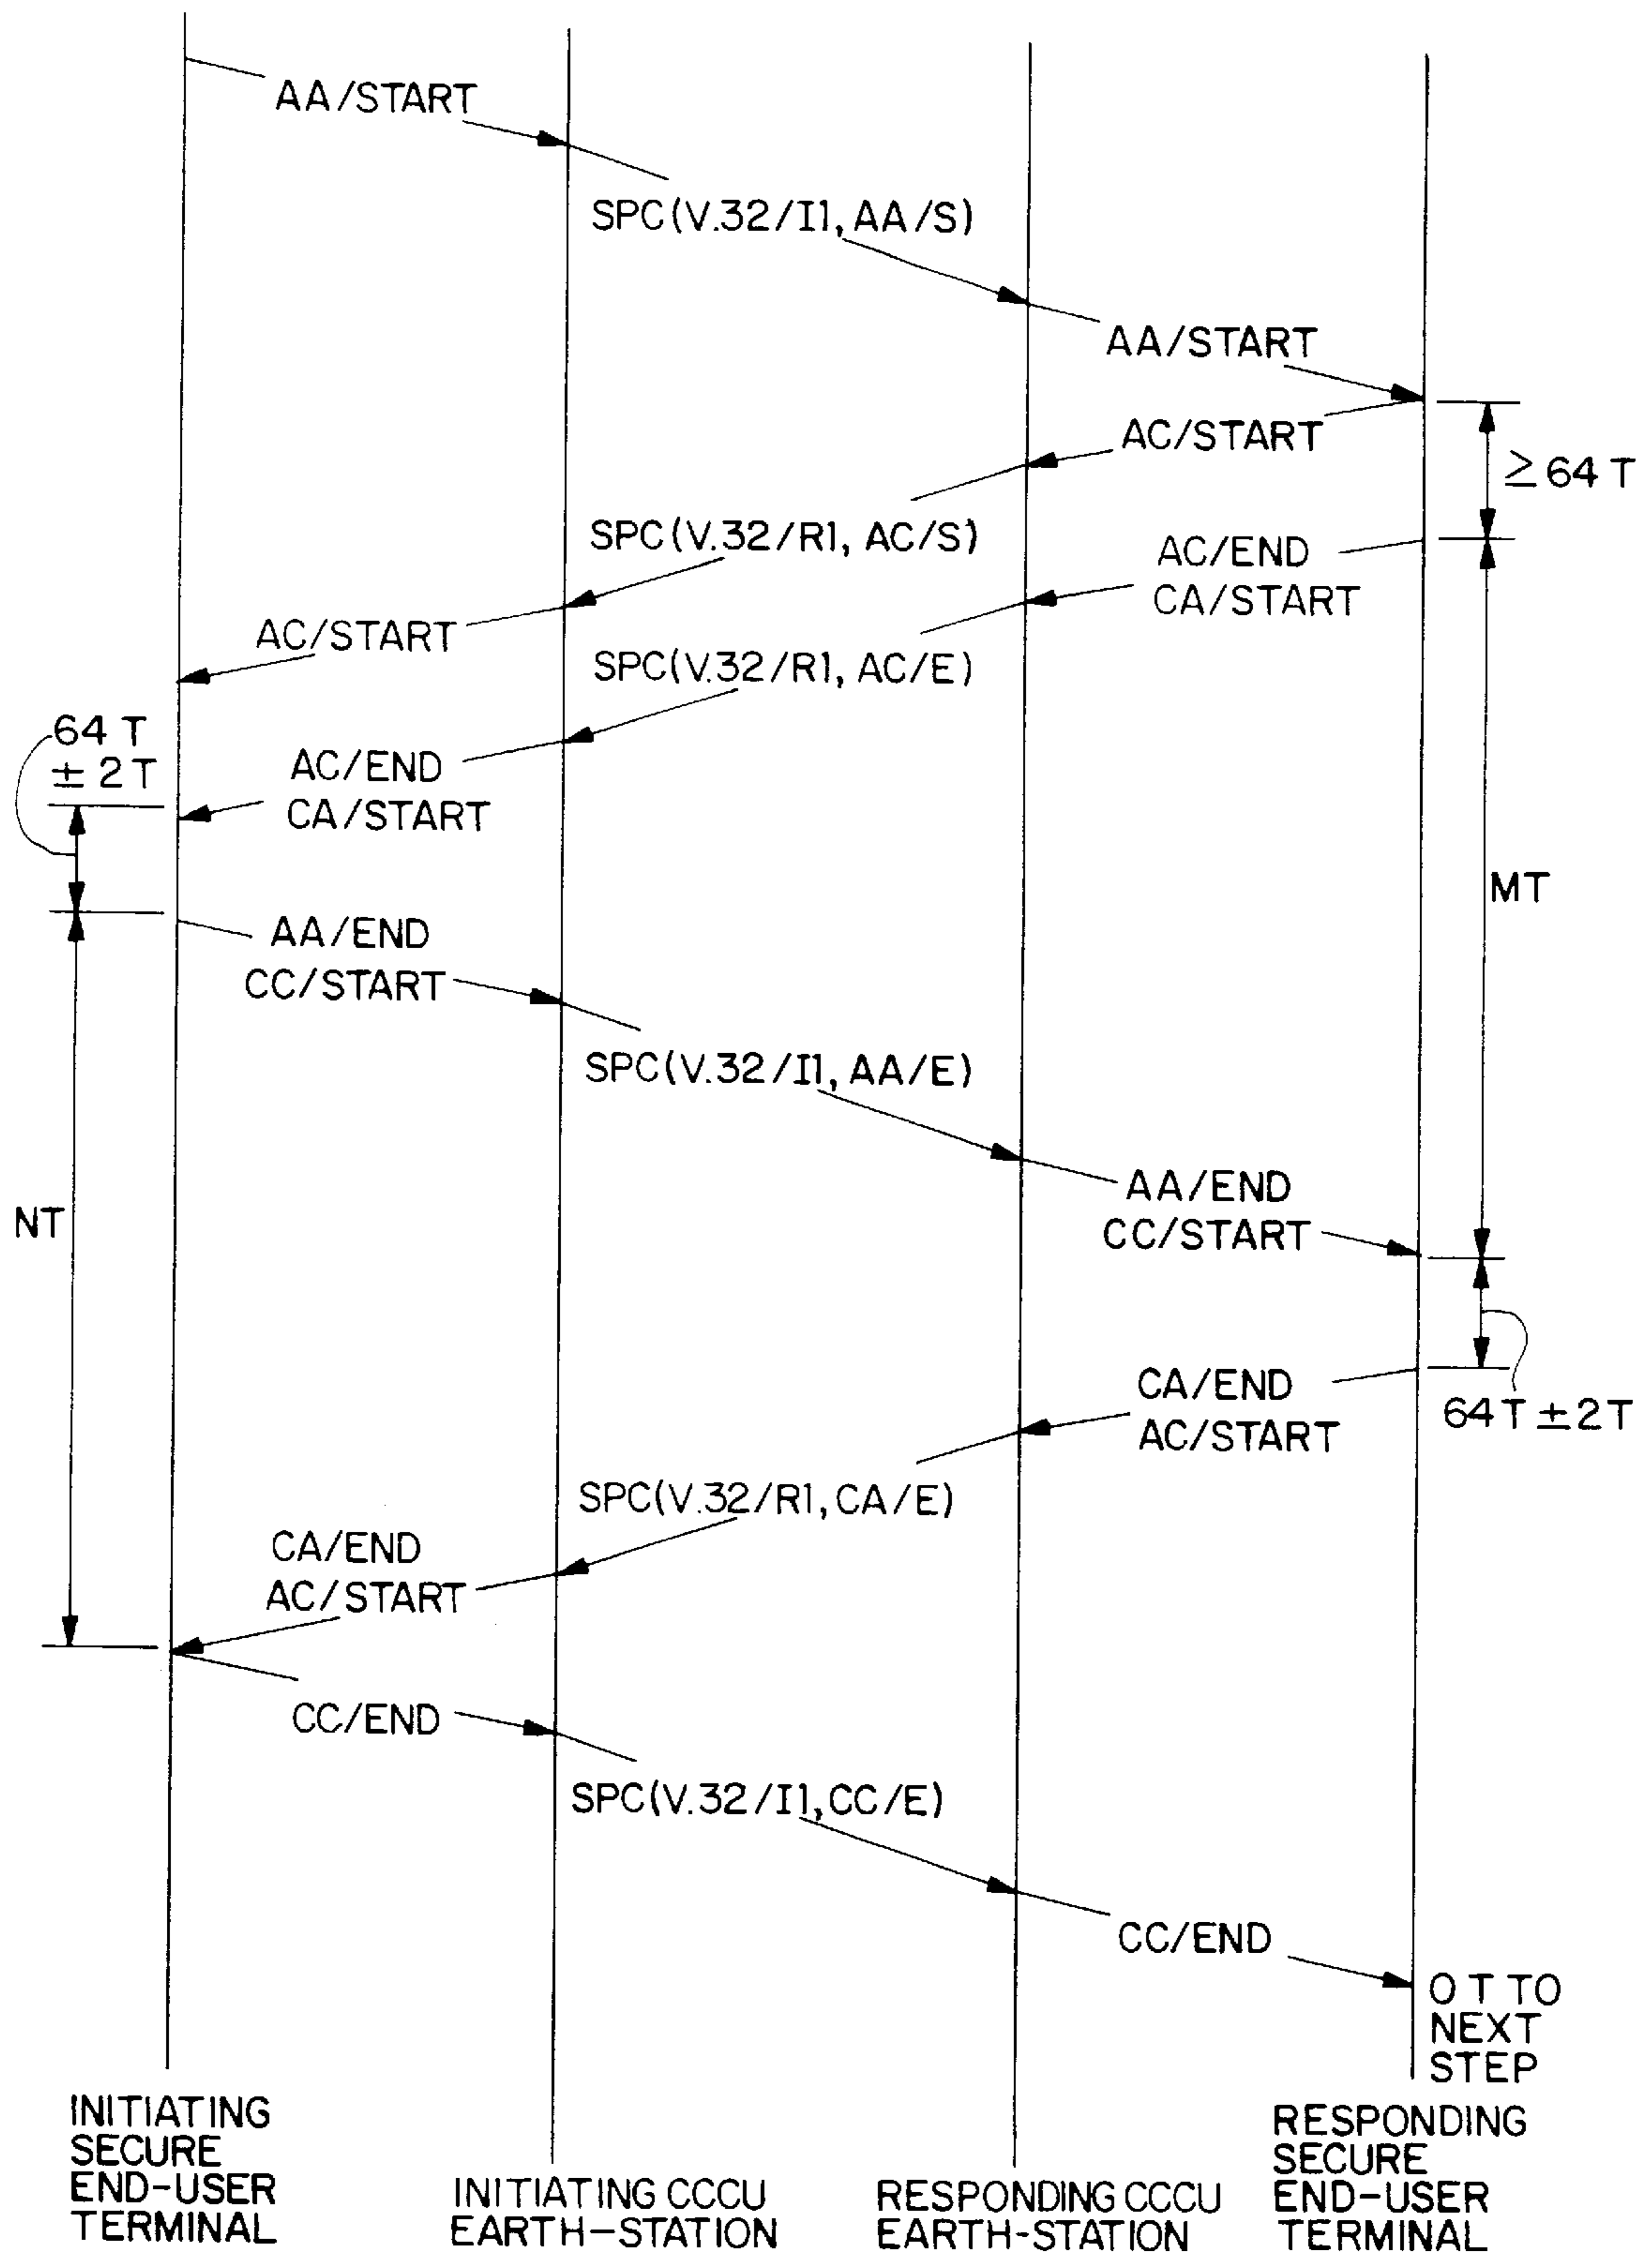 AA/START
SPC(V.32/I1, AA/S)
AA/START
AC/START
≥ 64 T
SPC(V.32/R1, AC/S)
AC/END
CA/START
AC/START
SPC(V.32/R1, AC/E)
64 T
± 2T
AC/END
CA/START
MT
AA/END
CC/START
SPC(V.32/I1, AA/E)
AA/END
CC/START
NT
CA/END
AC/START
64T ±2T
SPC(V.32/R1, CA/E)
CA/END
AC/START
CC/END
SPC(V.32/I1, CC/E)
CC/END
0 T TO
NEXT
STEP
INITIATING
SECURE
END-USER
TERMINAL
INITIATING CCCU
EARTH-STATION
RESPONDING CCCU
EARTH-STATION
RESPONDING
SECURE
END-USER
TERMINAL